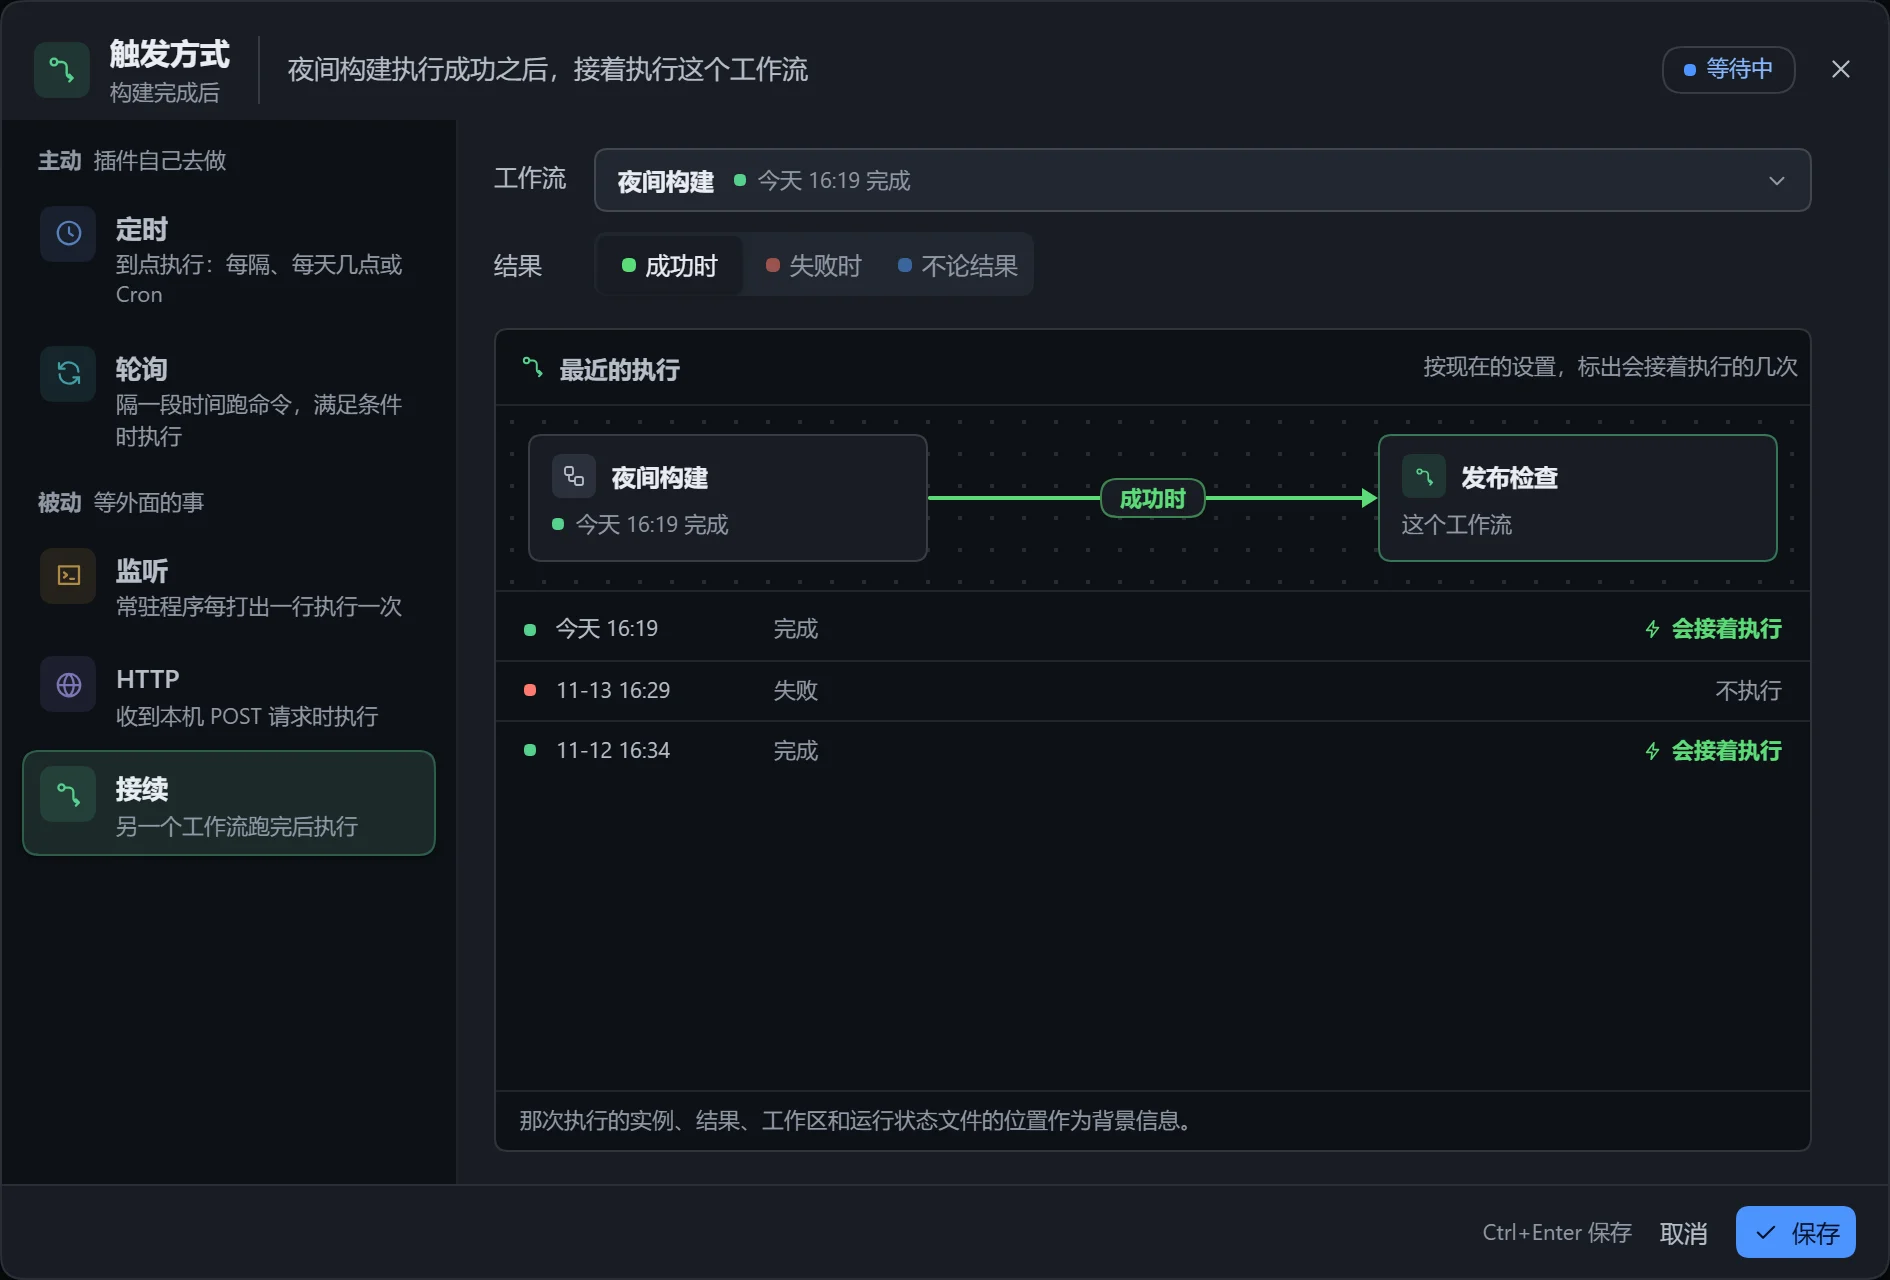 触发方式
构建完成后
夜间构建执行成功之后，接着执行这个工作流
等待中
主动 插件自己去做
定时
到点执行：每隔、每天几点或
Cron
轮询
隔一段时间跑命令，满足条件
时执行
被动 等外面的事
监听
常驻程序每打出一行执行一次
HTTP
收到本机 POST 请求时执行
接续
另一个工作流跑完后执行
工作流
夜间构建 今天 16:19 完成
结果
成功时 失败时 不论结果
最近的执行
按现在的设置，标出会接着执行的几次
夜间构建
今天 16:19 完成
成功时
发布检查
这个工作流
今天 16:19 完成 会接着执行
11-13 16:29 失败 不执行
11-12 16:34 完成 会接着执行
那次执行的实例、结果、工作区和运行状态文件的位置作为背景信息。
Ctrl+Enter 保存 取消 保存